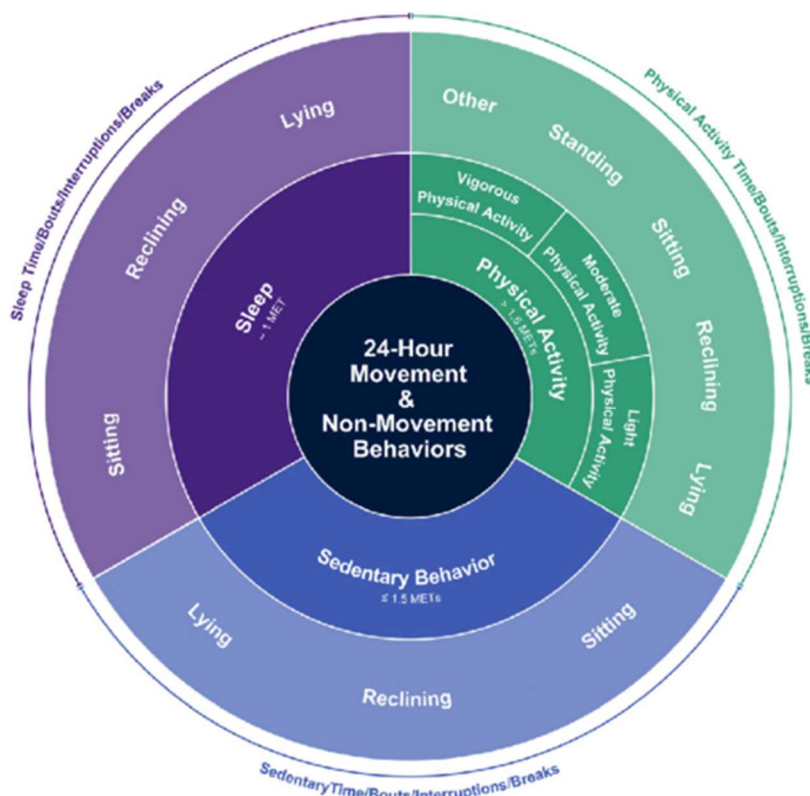 24-Hour
Movement
&
Non-Movement
Behaviors
Sleep
~ 1 MET
Lying
Reclining
Sitting
Sleep Time/Bouts/Interruptions/Breaks
Physical Activity
> 1.5 METs
Vigorous
Physical Activity
Moderate
Physical Activity
Light
Physical Activity
Other
Standing
Sitting
Reclining
Lying
Physical Activity Time/Bouts/Interruptions/Breaks
Sedentary Behavior
≤ 1.5 METs
Lying
Reclining
Sitting
SedentaryTime/Bouts/Interruptions/Breaks